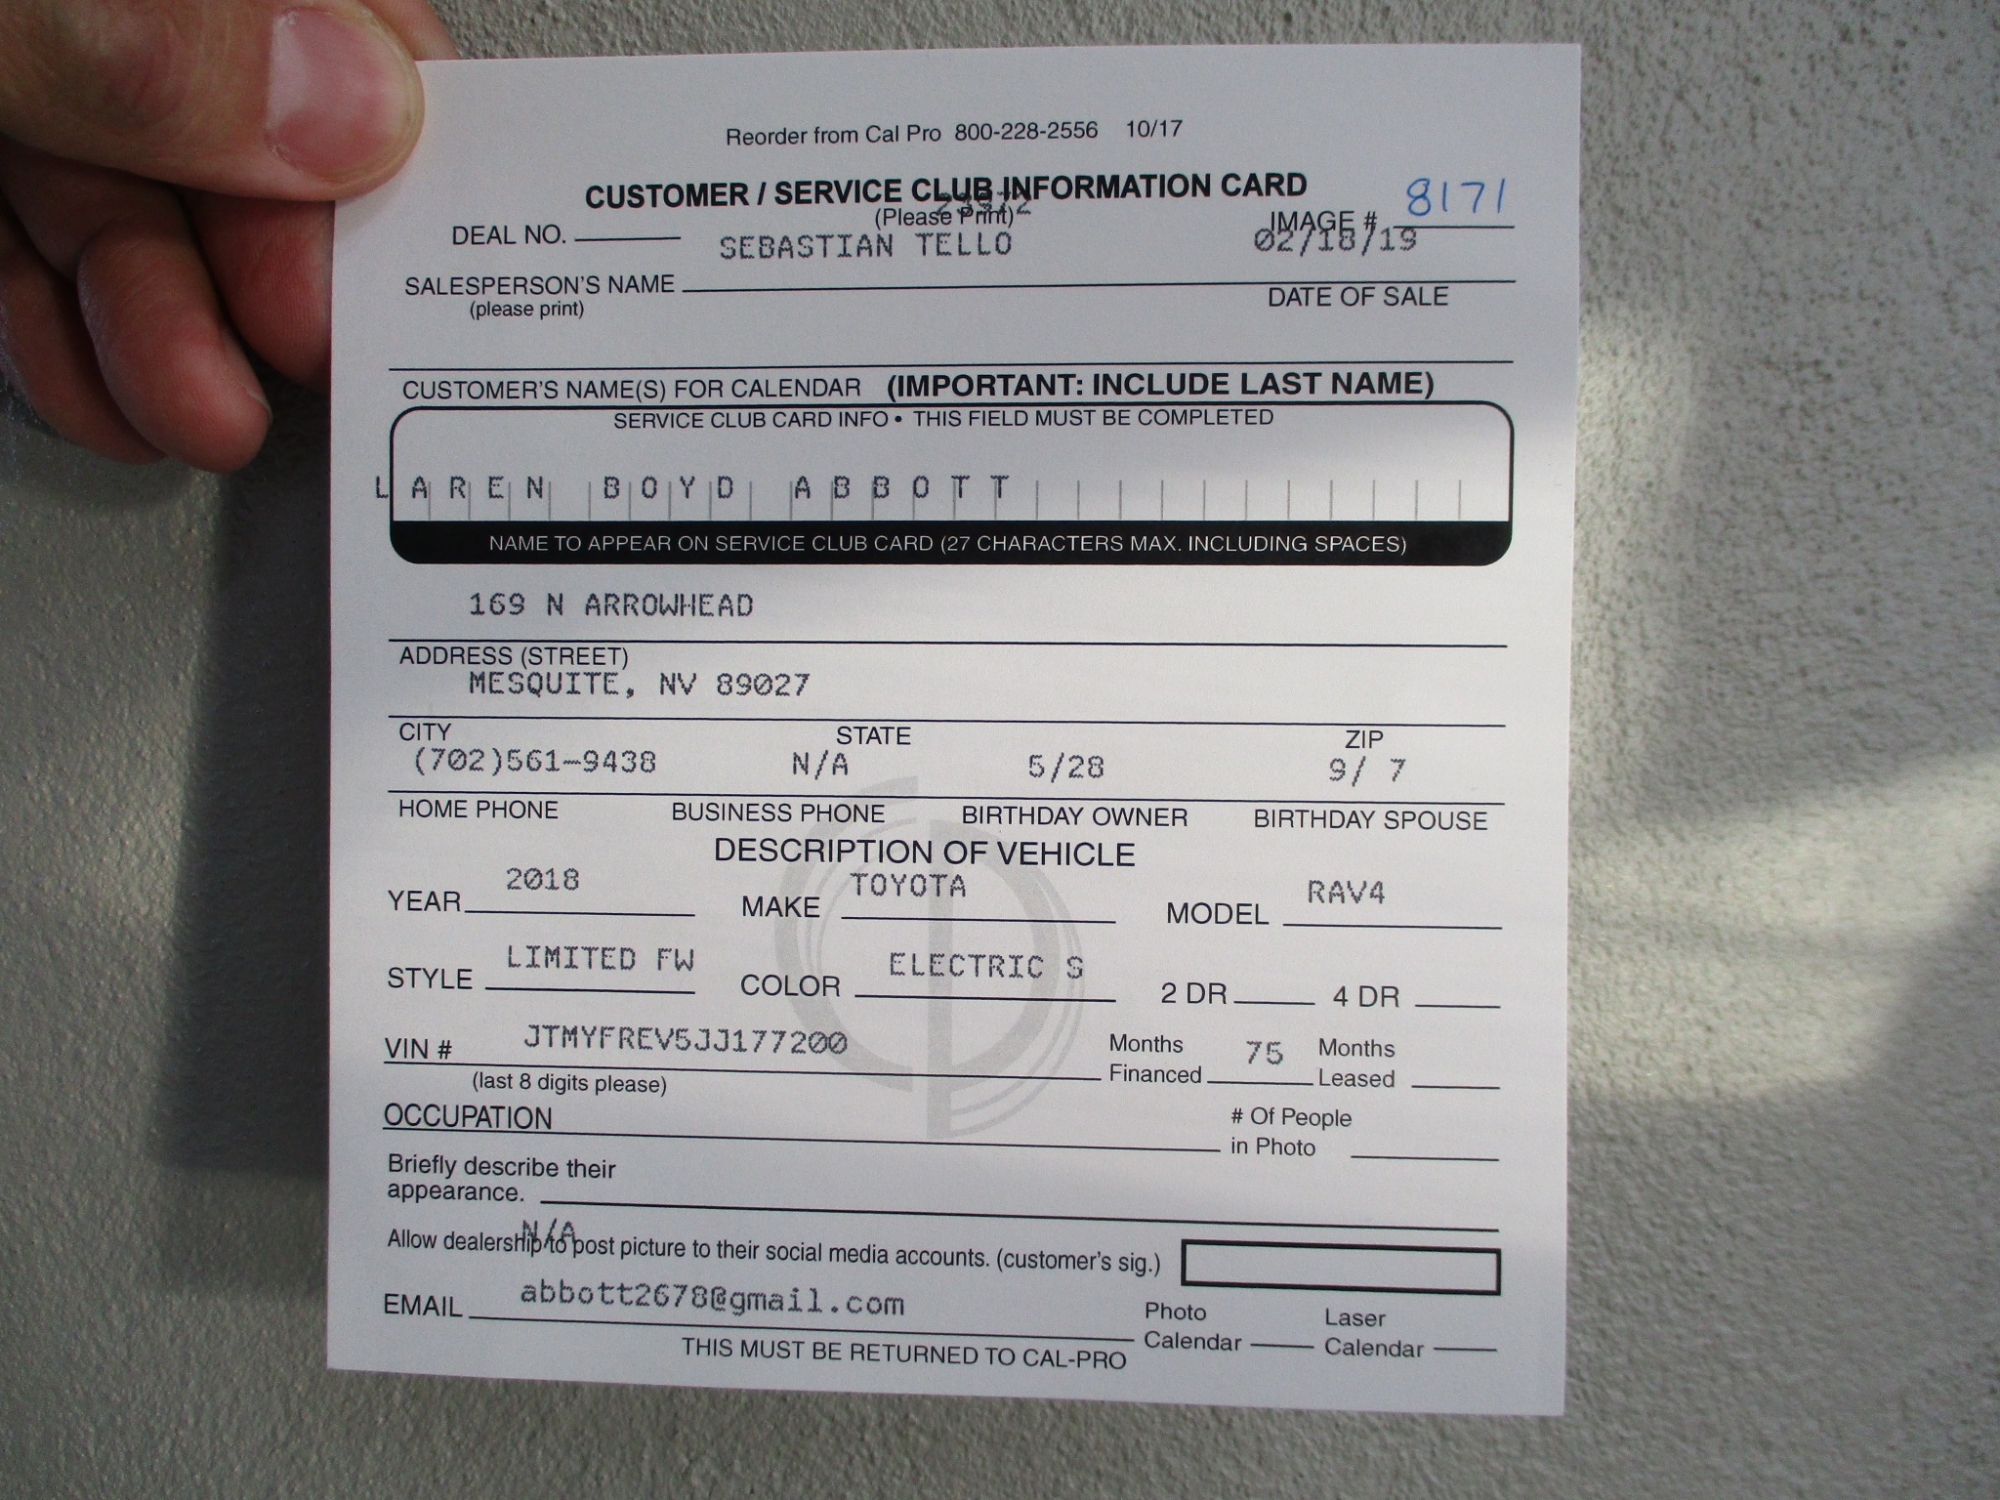 Reorder from Cal Pro 800-228-2556 10/17
CUSTOMER / SERVICE CLUB INFORMATION CARD
(Please Print)
DEAL NO. IMAGE # 8171
SEBASTIAN TELLO 02/18/19
SALESPERSON'S NAME DATE OF SALE
(please print)
CUSTOMER'S NAME(S) FOR CALENDAR (IMPORTANT: INCLUDE LAST NAME)
SERVICE CLUB CARD INFO • THIS FIELD MUST BE COMPLETED
LAREN BOYD ABBOTT
NAME TO APPEAR ON SERVICE CLUB CARD (27 CHARACTERS MAX. INCLUDING SPACES)
169 N ARROWHEAD
ADDRESS (STREET)
MESQUITE, NV 89027
CITY STATE ZIP
(702)561-9438 N/A 5/28 9/ 7
HOME PHONE BUSINESS PHONE BIRTHDAY OWNER BIRTHDAY SPOUSE
DESCRIPTION OF VEHICLE
YEAR 2018 MAKE TOYOTA MODEL RAV4
STYLE LIMITED FW COLOR ELECTRIC S 2 DR 4 DR
VIN # JTMYFREV5JJ177200 Months Financed 75 Months Leased
(last 8 digits please)
OCCUPATION # Of People in Photo
Briefly describe their
appearance.
N/A
Allow dealership to post picture to their social media accounts. (customer's sig.)
EMAIL abbott2678@gmail.com Photo Calendar Laser Calendar
THIS MUST BE RETURNED TO CAL-PRO